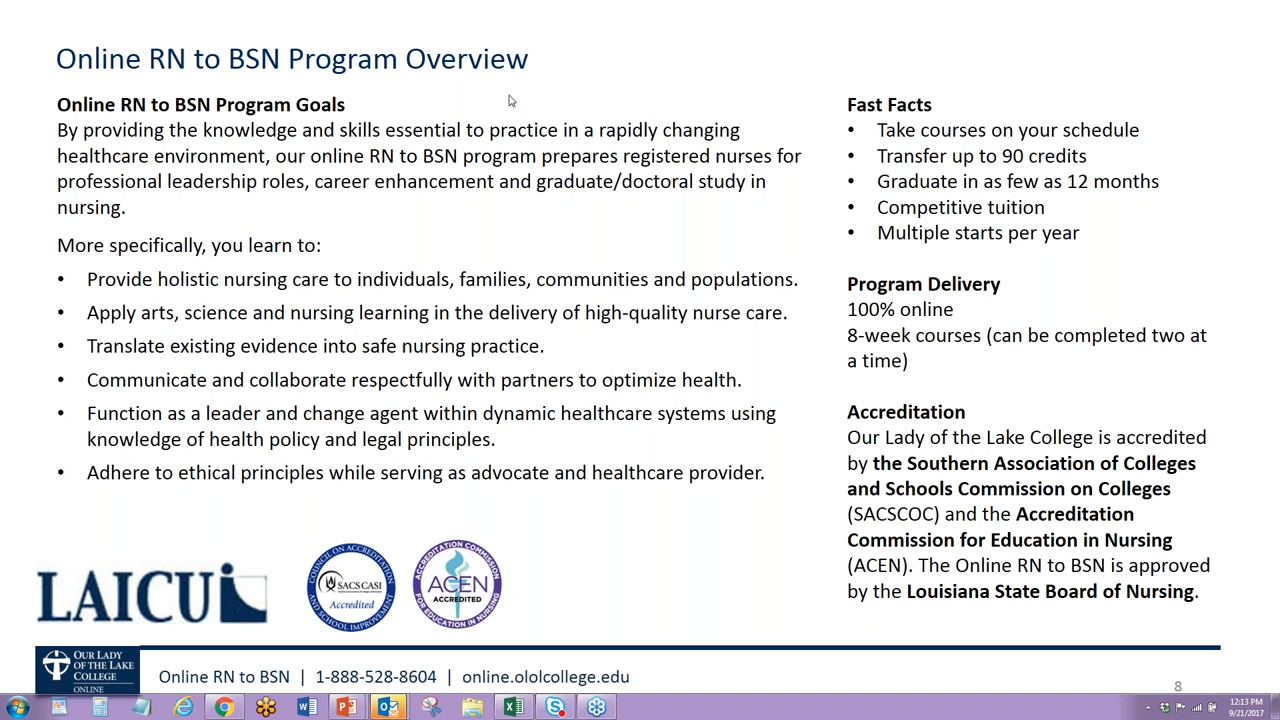 Online RN to BSN Program Overview
Online RN to BSN Program Goals
By providing the knowledge and skills essential to practice in a rapidly changing
healthcare environment, our online RN to BSN program prepares registered nurses for
professional leadership roles, career enhancement and graduate/doctoral study in
nursing.
More specifically, you learn to:
• Provide holistic nursing care to individuals, families, communities and populations.
• Apply arts, science and nursing learning in the delivery of high-quality nurse care.
• Translate existing evidence into safe nursing practice.
• Communicate and collaborate respectfully with partners to optimize health.
• Function as a leader and change agent within dynamic healthcare systems using
knowledge of health policy and legal principles.
• Adhere to ethical principles while serving as advocate and healthcare provider.
Fast Facts
• Take courses on your schedule
• Transfer up to 90 credits
• Graduate in as few as 12 months
• Competitive tuition
• Multiple starts per year
Program Delivery
100% online
8-week courses (can be completed two at
a time)
Accreditation
Our Lady of the Lake College is accredited
by the Southern Association of Colleges
and Schools Commission on Colleges
(SACSCOC) and the Accreditation
Commission for Education in Nursing
(ACEN). The Online RN to BSN is approved
by the Louisiana State Board of Nursing.
LAICU
COUNCIL ON ACCREDITATION
SACS CASI
Accredited
AND SCHOOL IMPROVEMENT
ACCREDITATION COMMISSION
ACEN
ACCREDITED
FOR EDUCATION IN NURSING
OUR LADY
OF THE LAKE
COLLEGE
ONLINE
Online RN to BSN | 1-888-528-8604 | online.ololcollege.edu
8
12:13 PM
9/21/2017